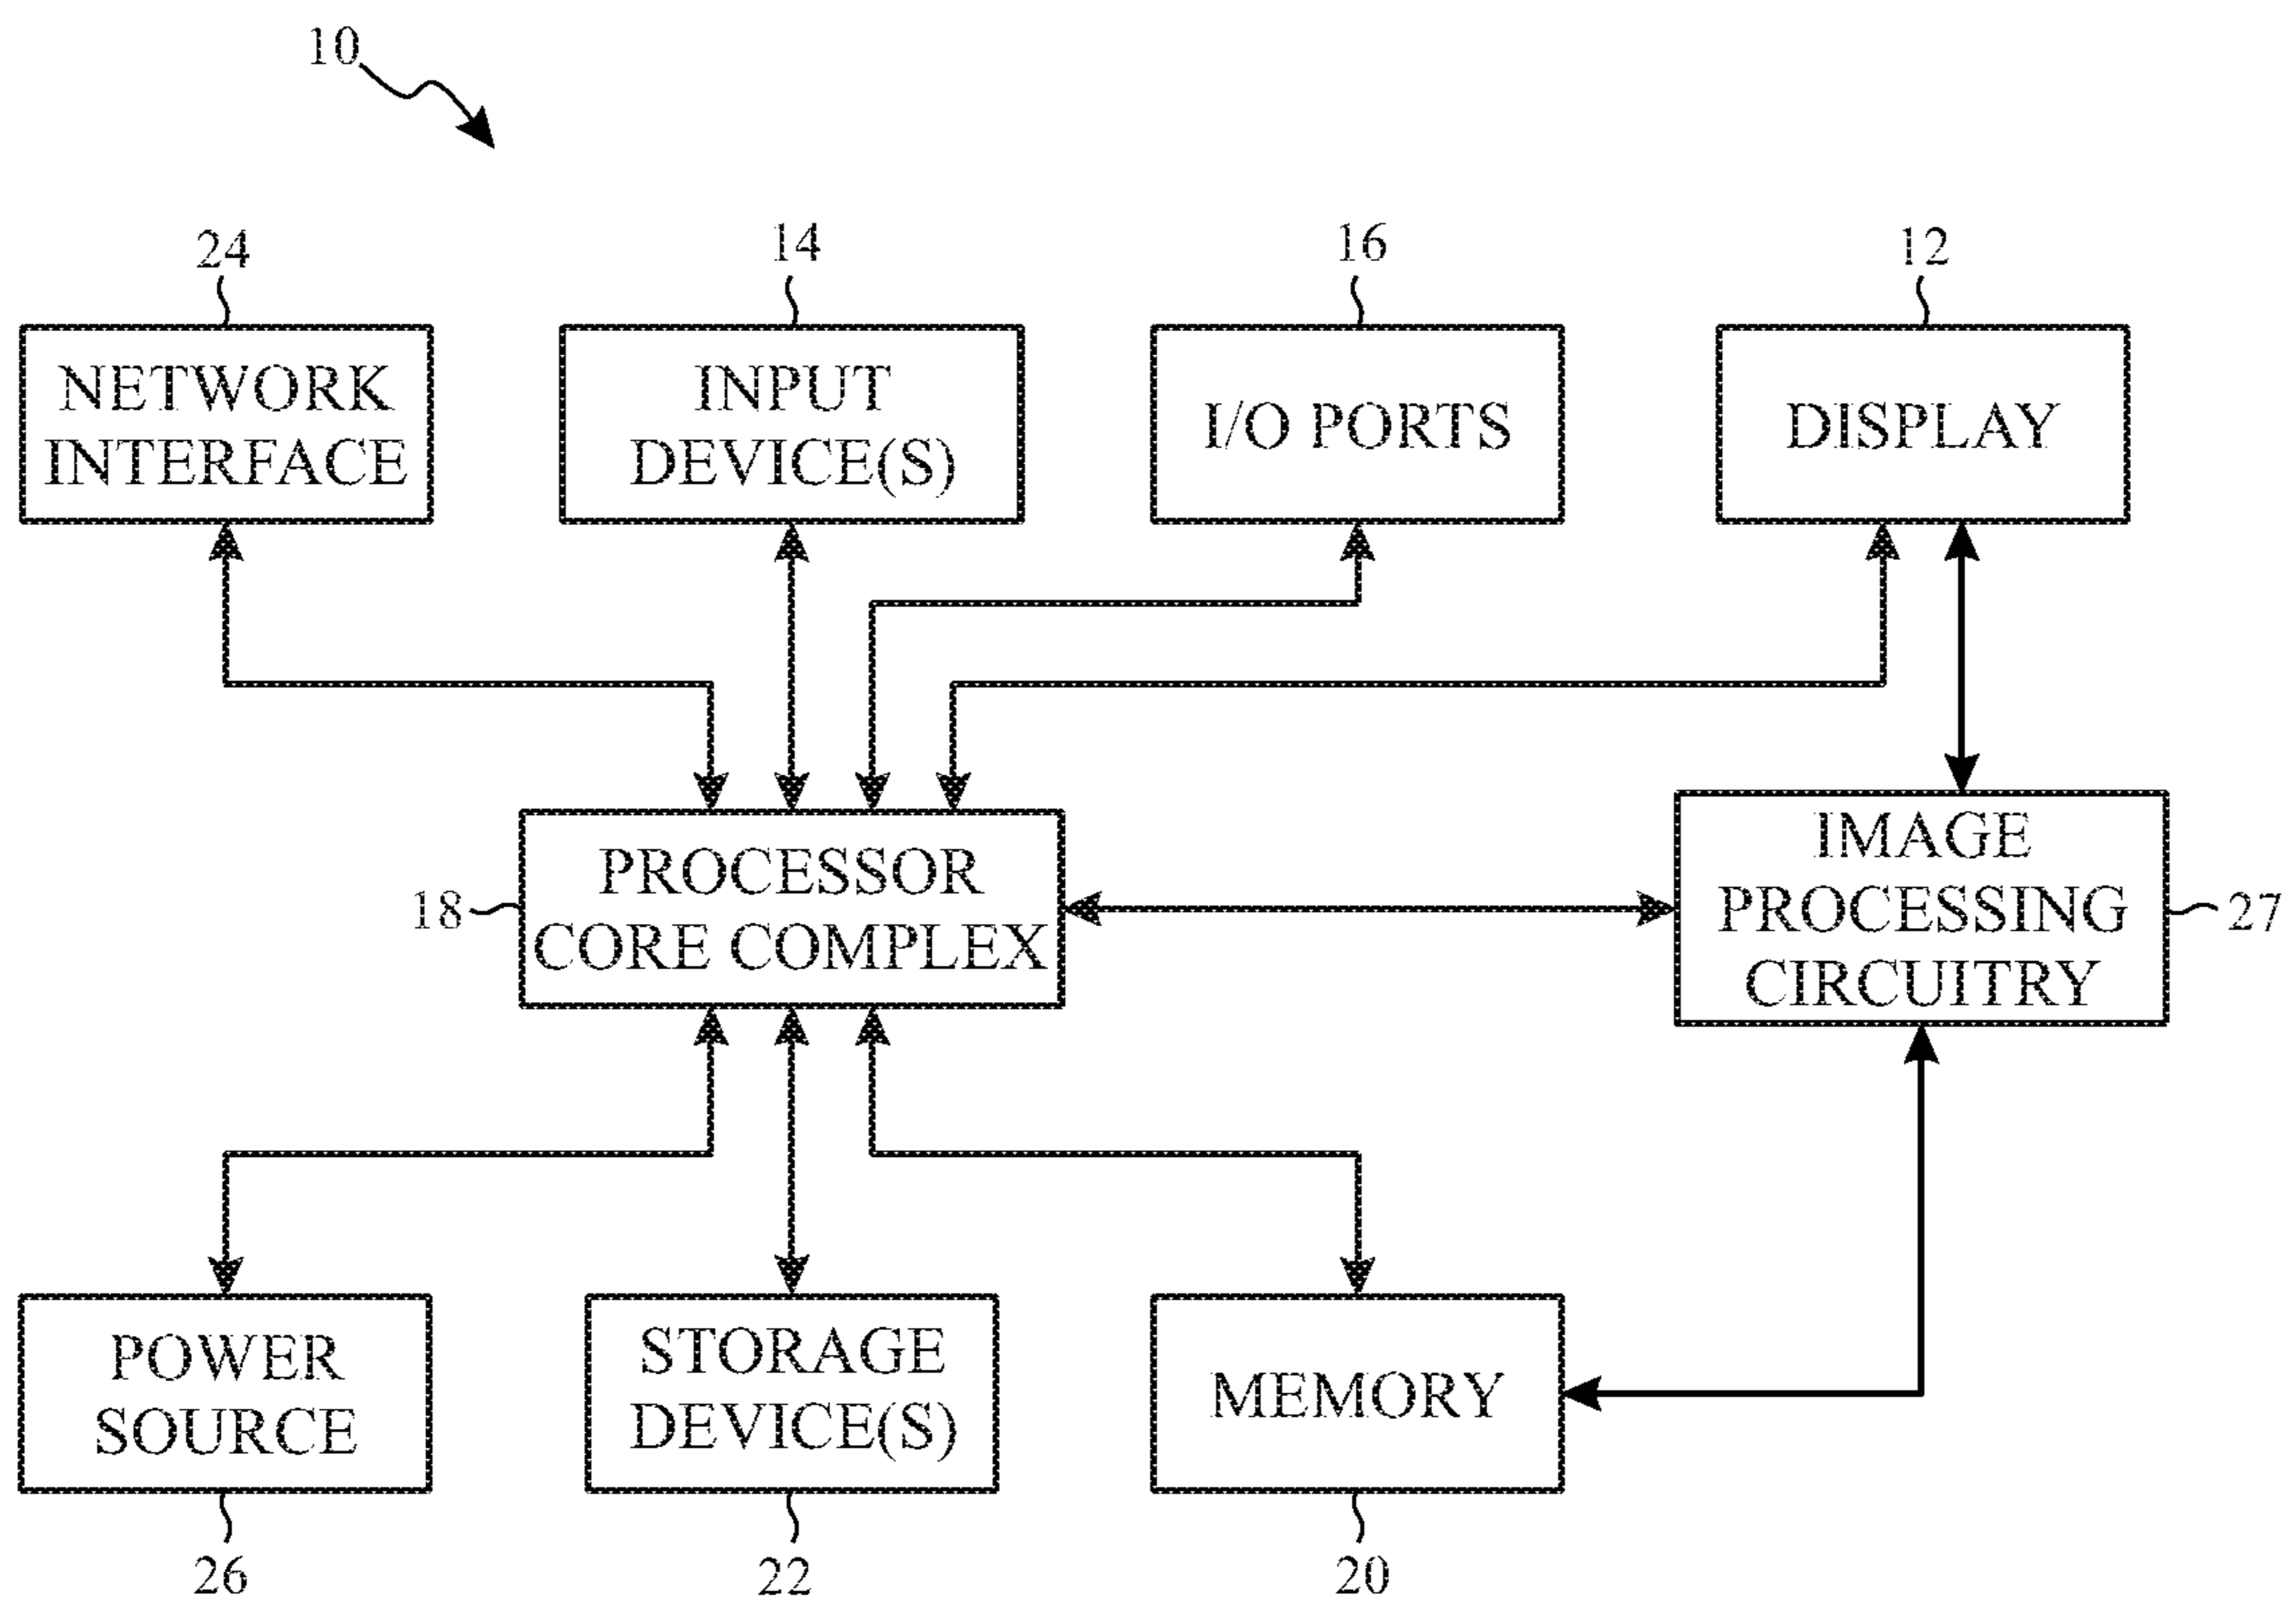 10
24
14
16
12
NETWORK
INTERFACE
INPUT
DEVICE(S)
I/O PORTS
DISPLAY
18
PROCESSOR
CORE COMPLEX
IMAGE
PROCESSING
CIRCUITRY
27
POWER
SOURCE
STORAGE
DEVICE(S)
MEMORY
26
22
20